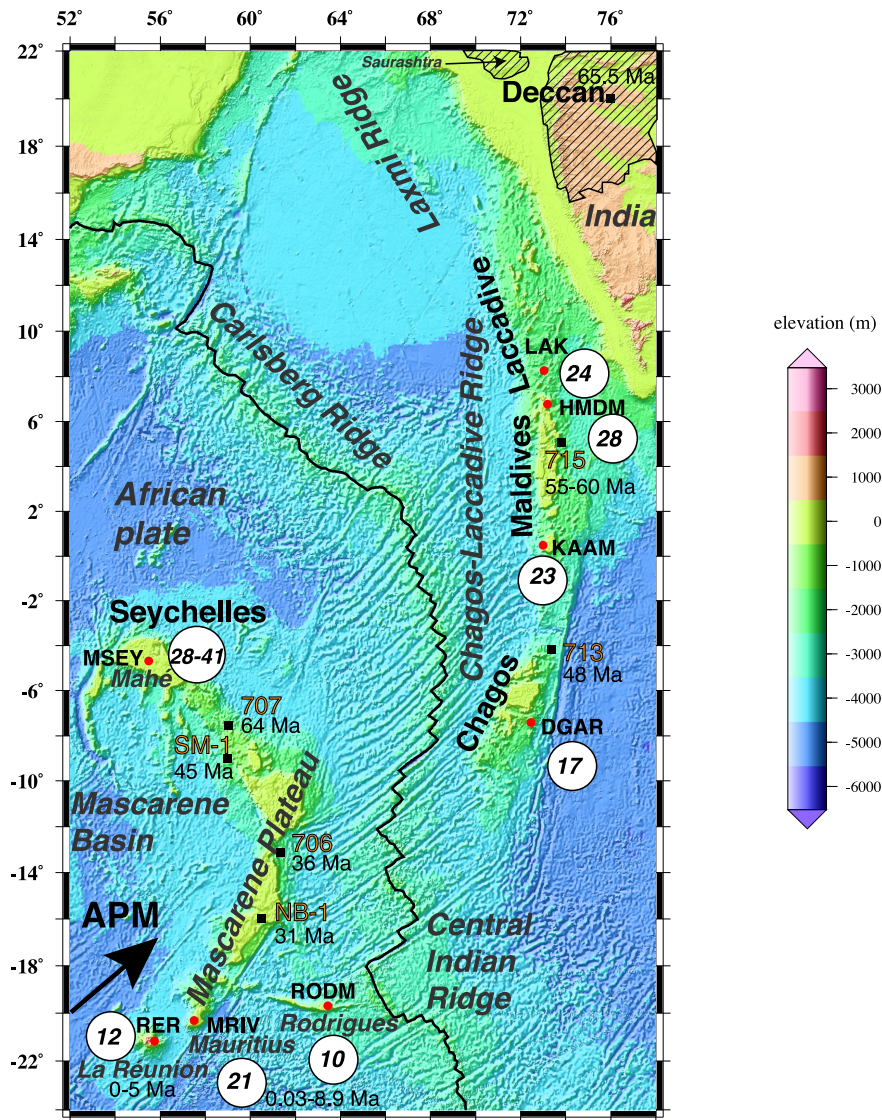 52° 56° 60° 64° 68° 72° 76°
22°
18°
14°
10°
6°
2°
-2°
-6°
-10°
-14°
-18°
-22°
Saurashtra
65.5 Ma
Deccan
India
Laxmi Ridge
Carlsberg Ridge
Laccadive
Chagos-Laccadive Ridge
LAK
24
HMDM
28
Maldives
715
55-60 Ma
KAAM
23
African
plate
Seychelles
MSEY
28-41
Mahé
707
64 Ma
SM-1
45 Ma
713
48 Ma
Chagos
DGAR
17
Mascarene
Basin
Mascarene Plateau
706
36 Ma
NB-1
31 Ma
APM
Central
Indian
Ridge
RODM
Rodrigues
10
0.03-8.9 Ma
12
RER
La Réunion
0-5 Ma
MRIV
Mauritius
21
elevation (m)
3000
2000
1000
0
-1000
-2000
-3000
-4000
-5000
-6000